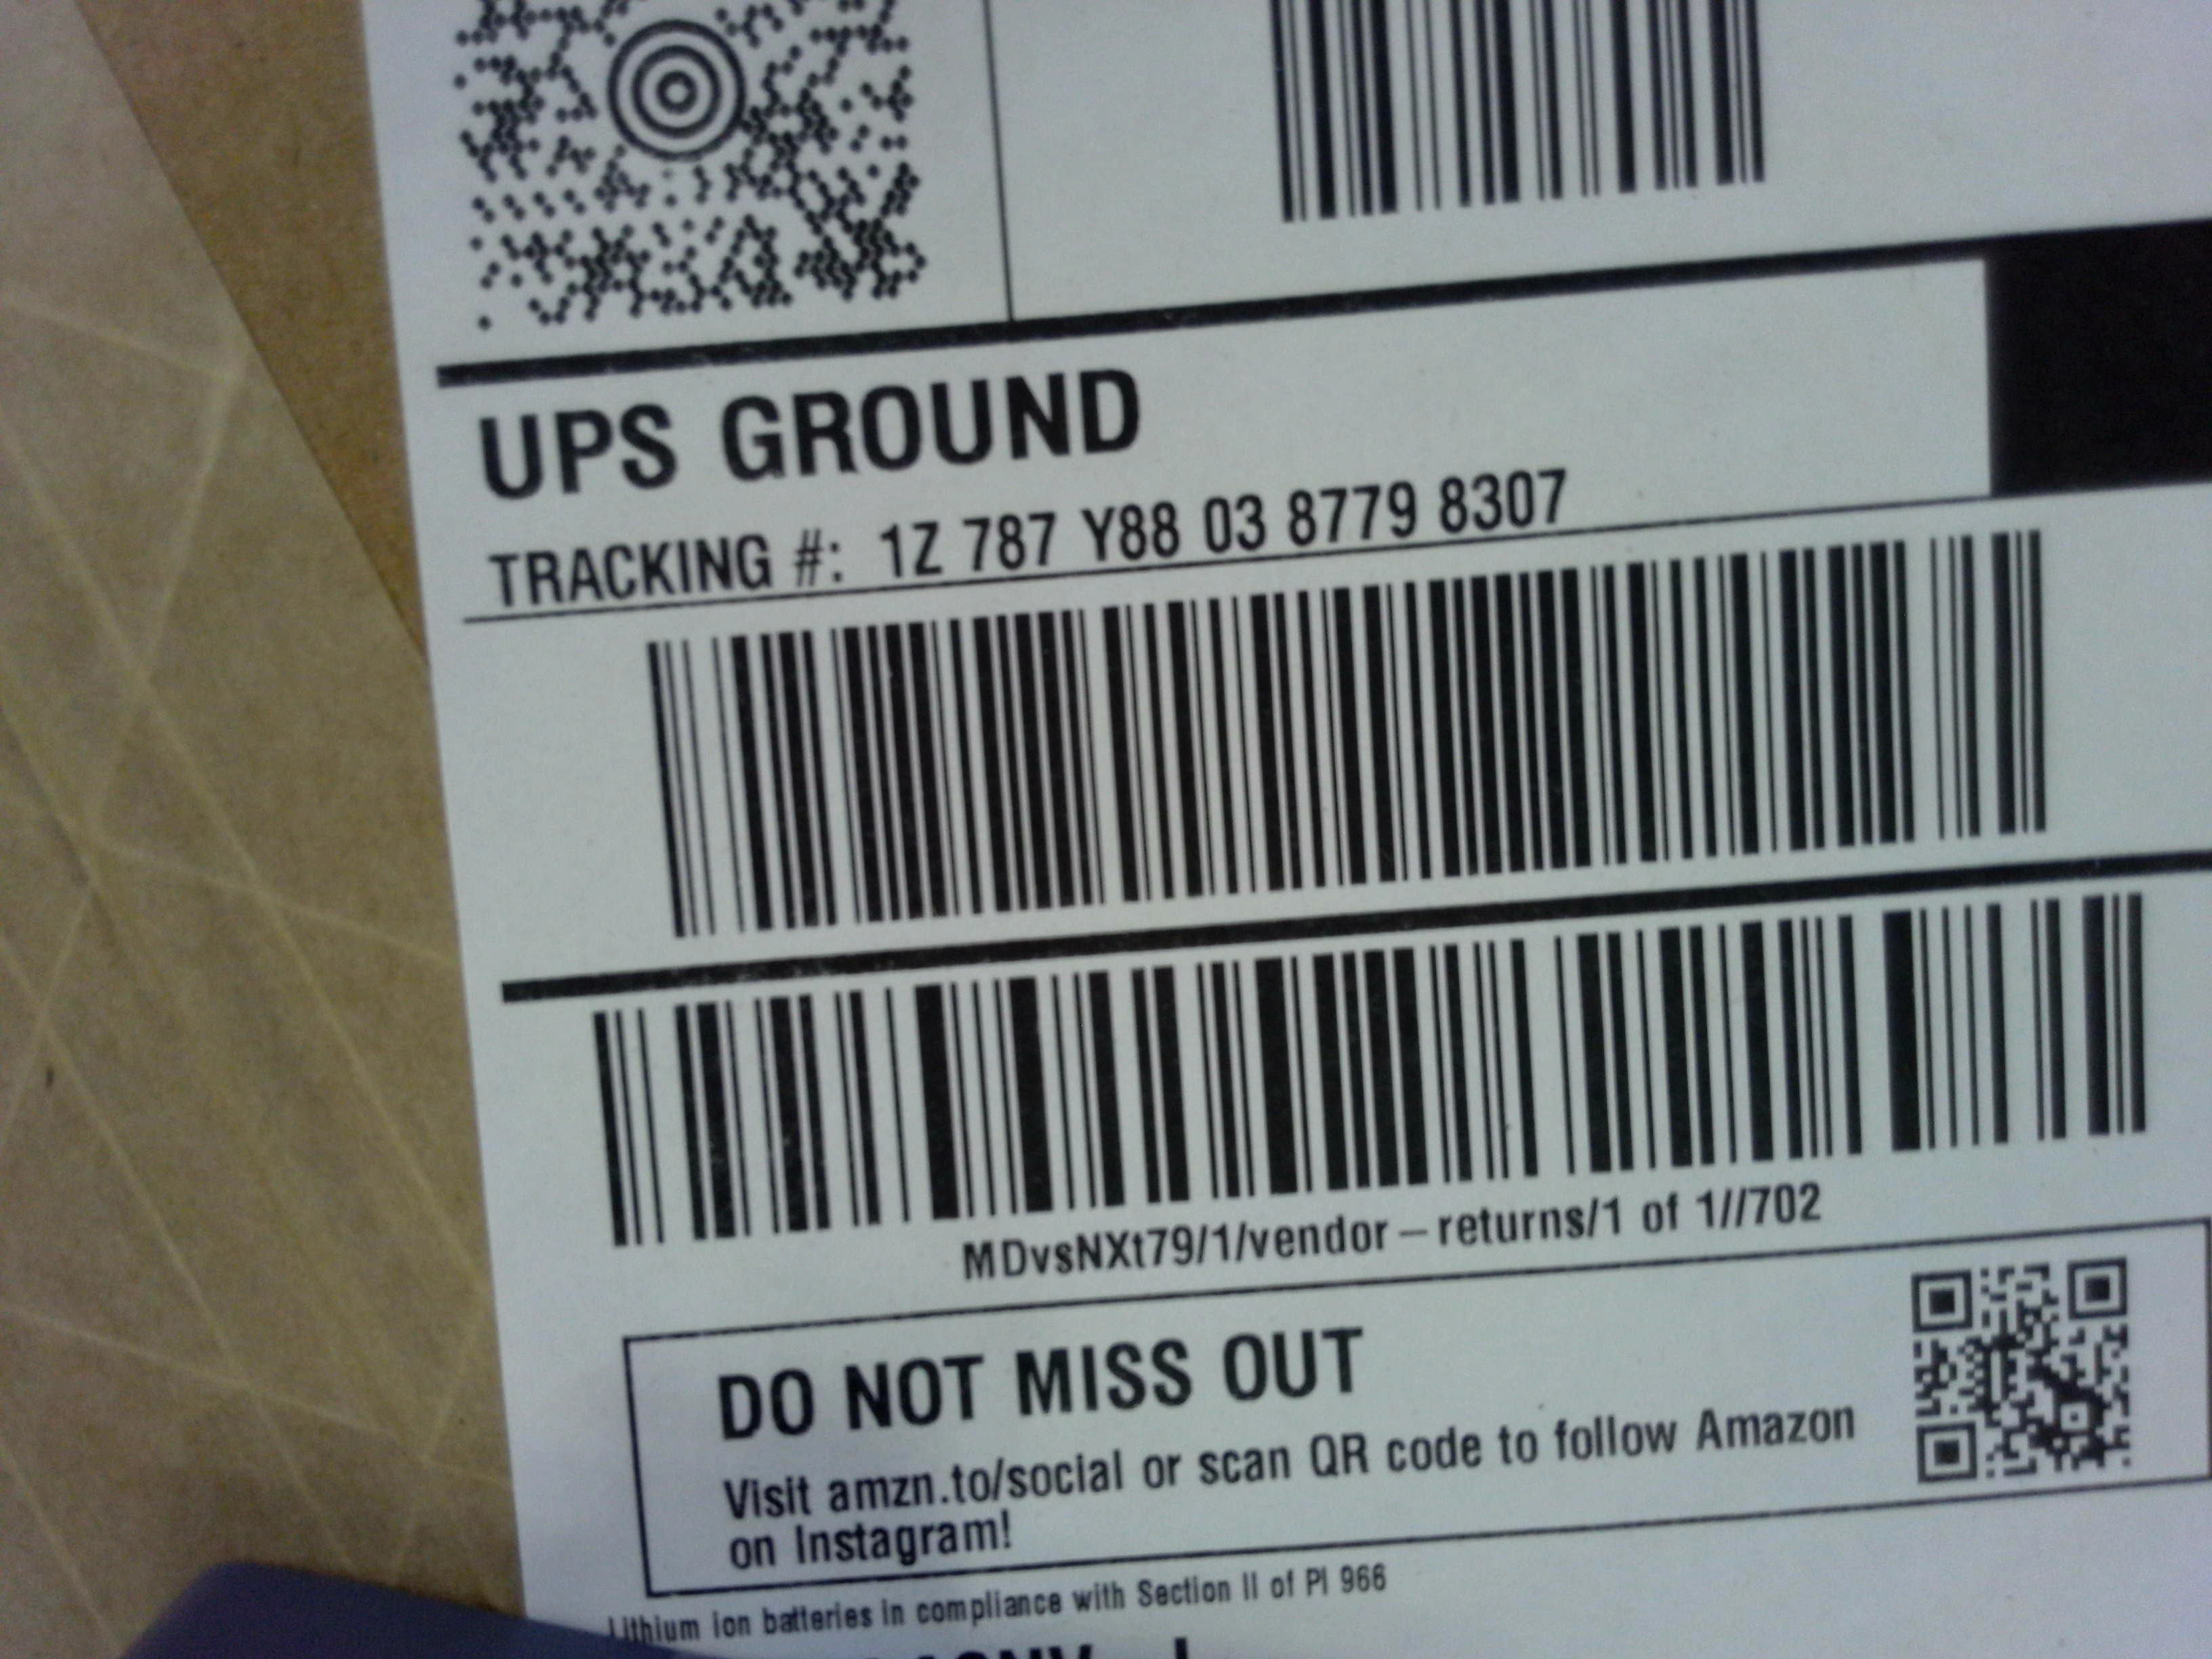 UPS GROUND
TRACKING #: 1Z 787 Y88 03 8779 8307
MDvsNXt79/1/vendor-returns/1 of 1//702
DO NOT MISS OUT
Visit amzn.to/social or scan QR code to follow Amazon
on Instagram!
Lithium ion batteries in compliance with Section II of PI 966